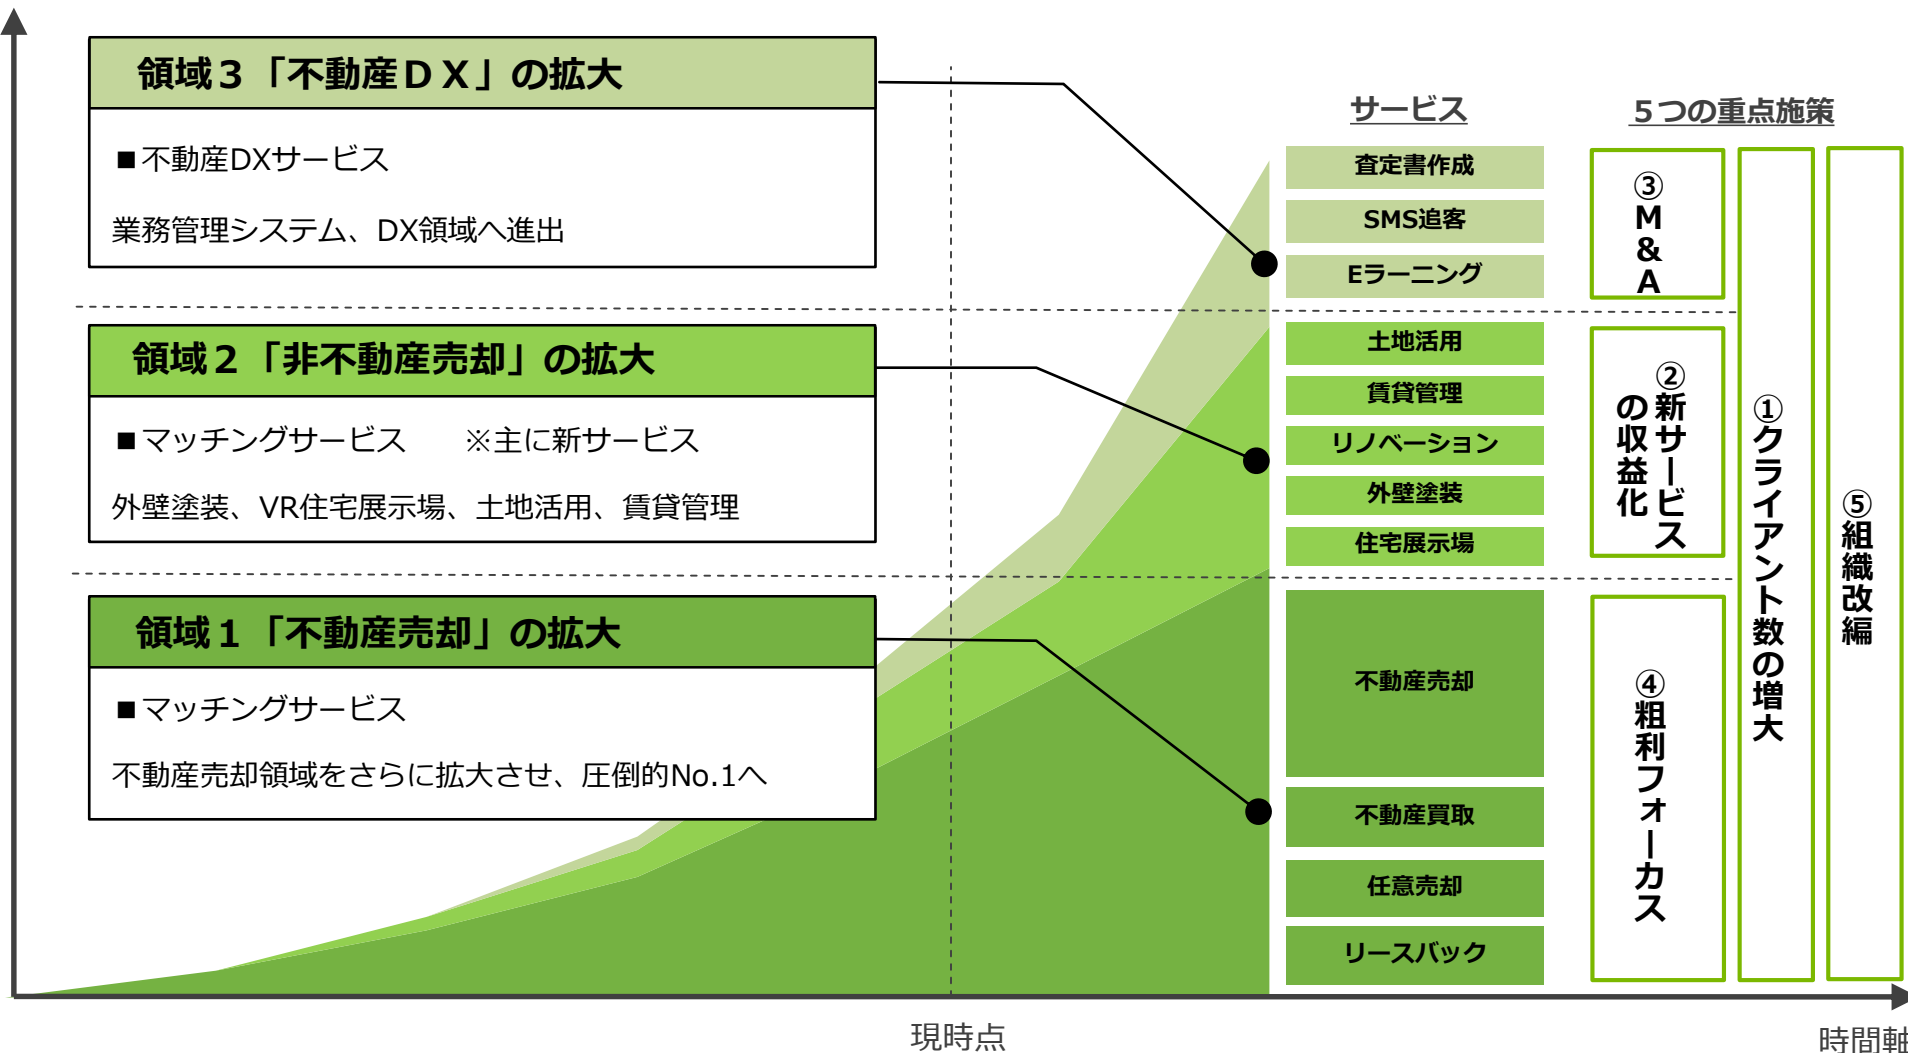 領域３「不動産ＤＸ」の拡大
■不動産DXサービス
業務管理システム、DX領域へ進出
領域２「非不動産売却」の拡大
■マッチングサービス　　※主に新サービス
外壁塗装、VR住宅展示場、土地活用、賃貸管理
領域１「不動産売却」の拡大
■マッチングサービス
不動産売却領域をさらに拡大させ、圧倒的No.1へ
サービス
査定書作成
SMS追客
Eラーニング
土地活用
賃貸管理
リノベーション
外壁塗装
住宅展示場
不動産売却
不動産買取
任意売却
リースバック
５つの重点施策
③M&A
②新サービス
の収益化
④粗利フォーカス
①クライアント数の増大
⑤組織改編
現時点
時間軸